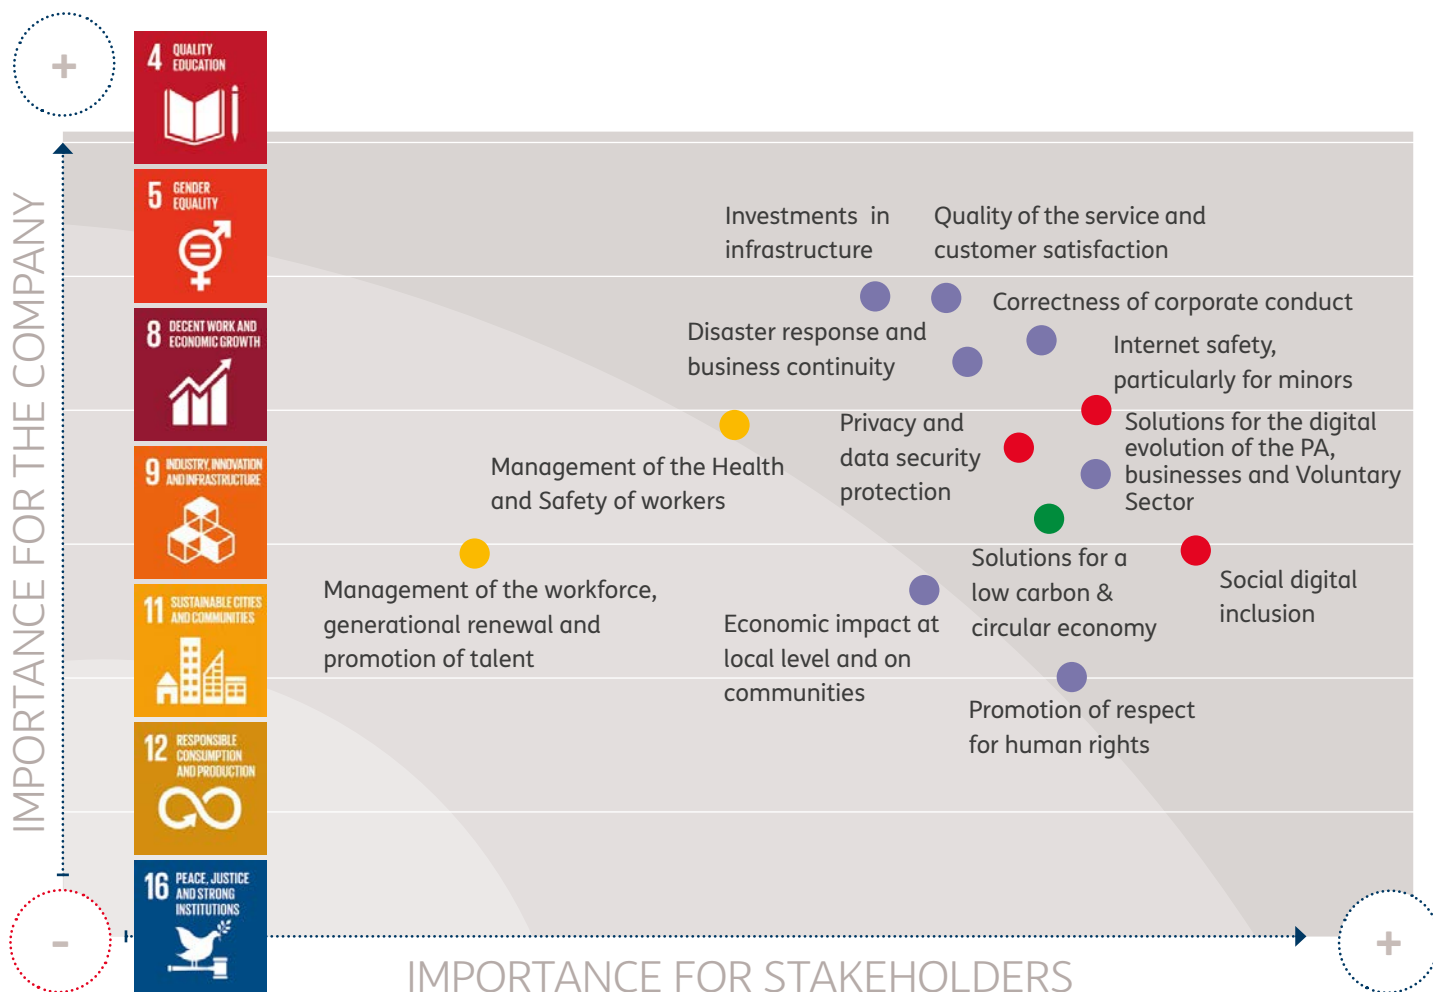 +
4 QUALITY
EDUCATION
5 GENDER
EQUALITY
8 DECENT WORK AND
ECONOMIC GROWTH
9 INDUSTRY, INNOVATION
AND INFRASTRUCTURE
11 SUSTAINABLE CITIES
AND COMMUNITIES
12 RESPONSIBLE
CONSUMPTION
AND PRODUCTION
16 PEACE, JUSTICE
AND STRONG
INSTITUTIONS
IMPORTANCE FOR THE COMPANY
Investments in
infrastructure
Quality of the service and
customer satisfaction
Correctness of corporate conduct
Disaster response and
business continuity
Internet safety,
particularly for minors
Privacy and
data security
protection
Solutions for the digital
evolution of the PA,
businesses and Voluntary
Sector
Management of the Health
and Safety of workers
Solutions for a
low carbon &
circular economy
Social digital
inclusion
Management of the workforce,
generational renewal and
promotion of talent
Economic impact at
local level and on
communities
Promotion of respect
for human rights
-
+
IMPORTANCE FOR STAKEHOLDERS